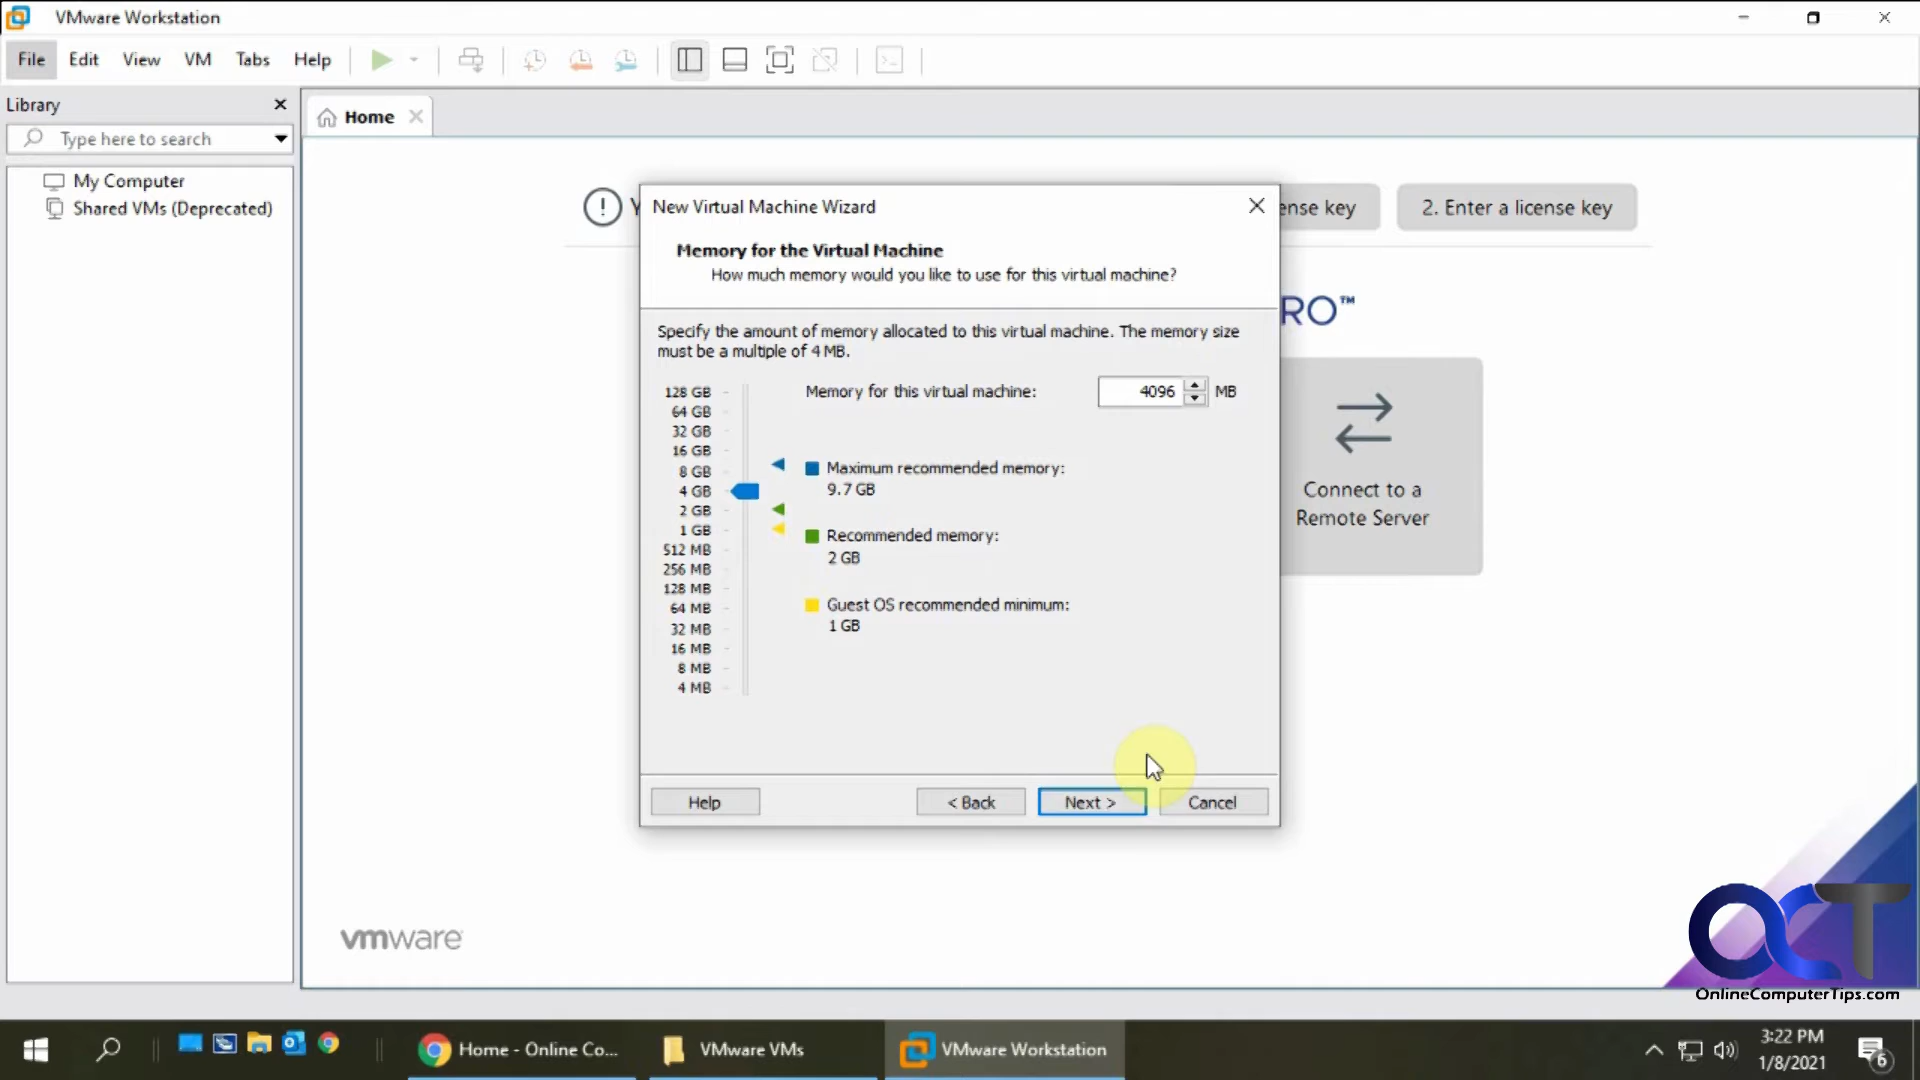 VMware Workstation
File Edit View VM Tabs Help
Library
Type here to search
My Computer
Shared VMs (Deprecated)
Home
ense key
2. Enter a license key
RO™
Connect to a
Remote Server
New Virtual Machine Wizard
Memory for the Virtual Machine
How much memory would you like to use for this virtual machine?
Specify the amount of memory allocated to this virtual machine. The memory size
must be a multiple of 4 MB.
128 GB
64 GB
32 GB
16 GB
8 GB
4 GB
2 GB
1 GB
512 MB
256 MB
128 MB
64 MB
32 MB
16 MB
8 MB
4 MB
Memory for this virtual machine: 4096 MB
Maximum recommended memory:
9.7 GB
Recommended memory:
2 GB
Guest OS recommended minimum:
1 GB
Help < Back Next > Cancel
vmware
OCT
OnlineComputerTips.com
Home - Online Co...
VMware VMs
VMware Workstation
3:22 PM
1/8/2021
6